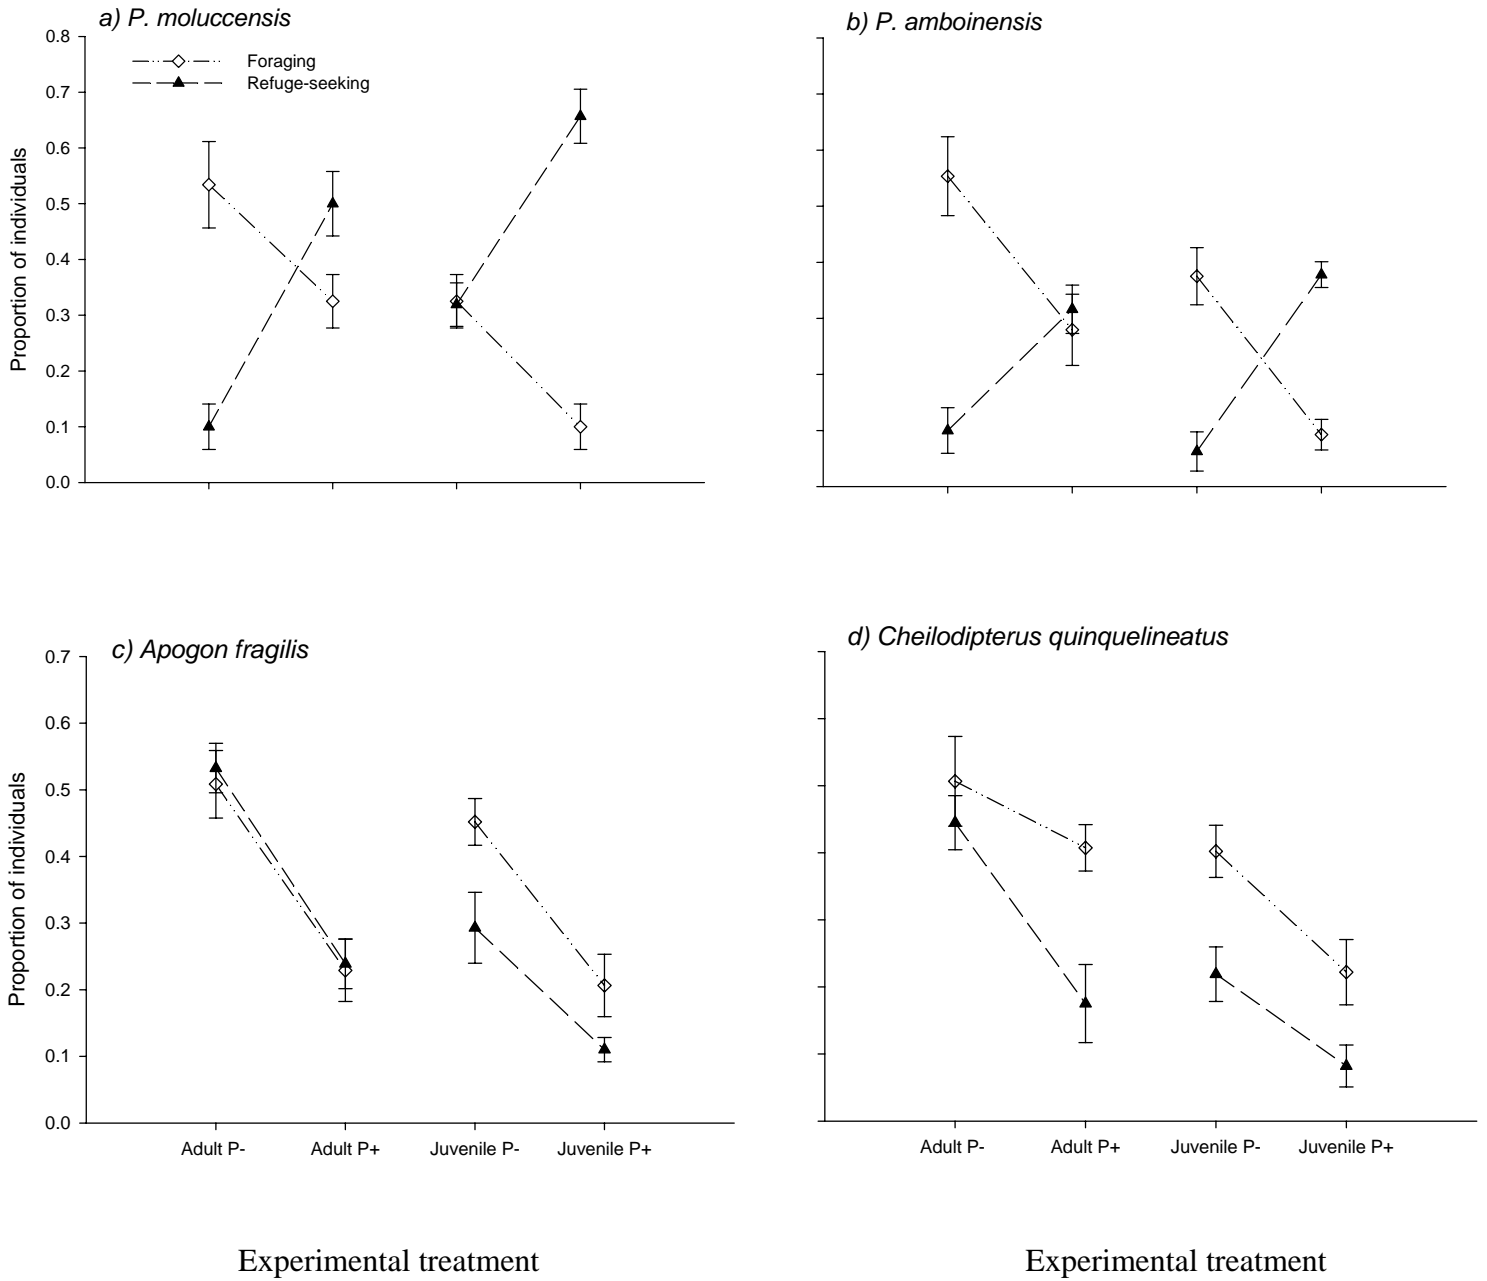 a) P. moluccensis
0.8
0.7
0.6
0.5
0.4
0.3
0.2
0.1
0.0
Proportion of individuals
Foraging
Refuge-seeking
b) P. amboinensis
c) Apogon fragilis
0.7
0.6
0.5
0.4
0.3
0.2
0.1
0.0
Proportion of individuals
Adult P- Adult P+ Juvenile P- Juvenile P+
Experimental treatment
d) Cheilodipterus quinquelineatus
Adult P- Adult P+ Juvenile P- Juvenile P+
Experimental treatment